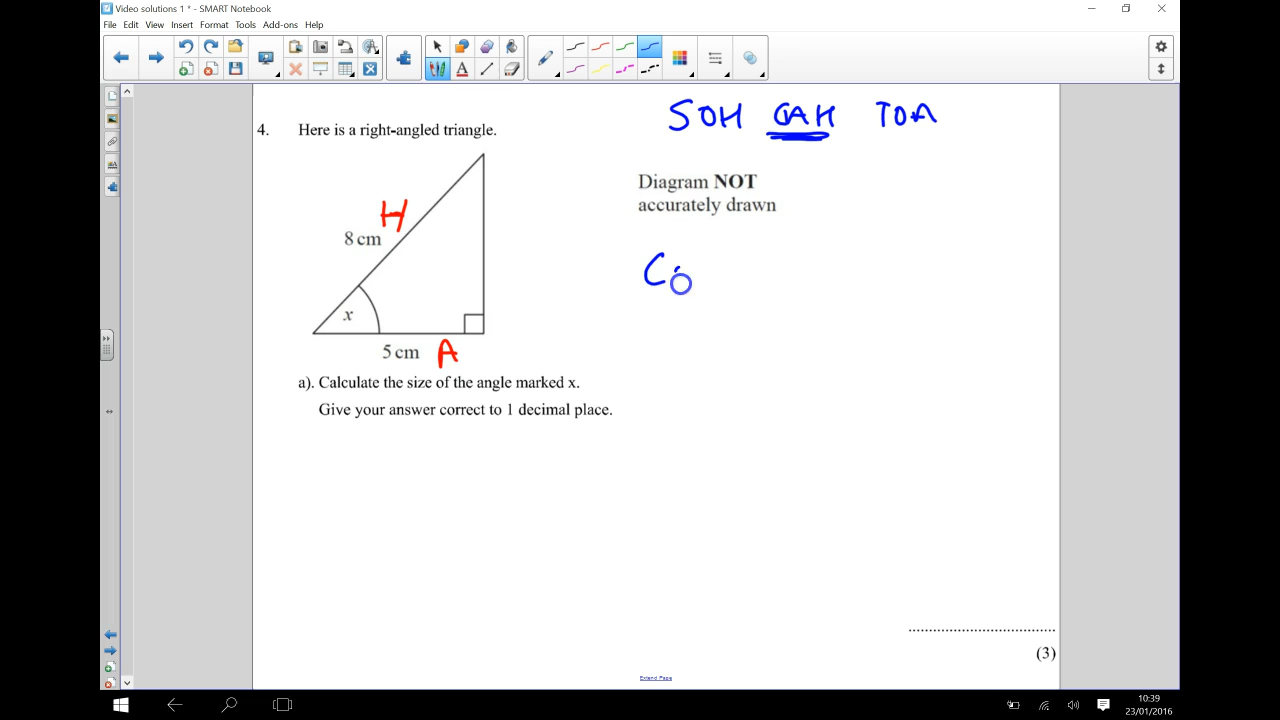 Video solutions 1 * - SMART Notebook
File Edit View Insert Format Tools Add-ons Help
SOH CAH TOA
4. Here is a right-angled triangle.
Diagram NOT
accurately drawn
H
8 cm
Co
x
5 cm A
a). Calculate the size of the angle marked x.
Give your answer correct to 1 decimal place.
(3)
Extend Page
10:39
23/01/2016